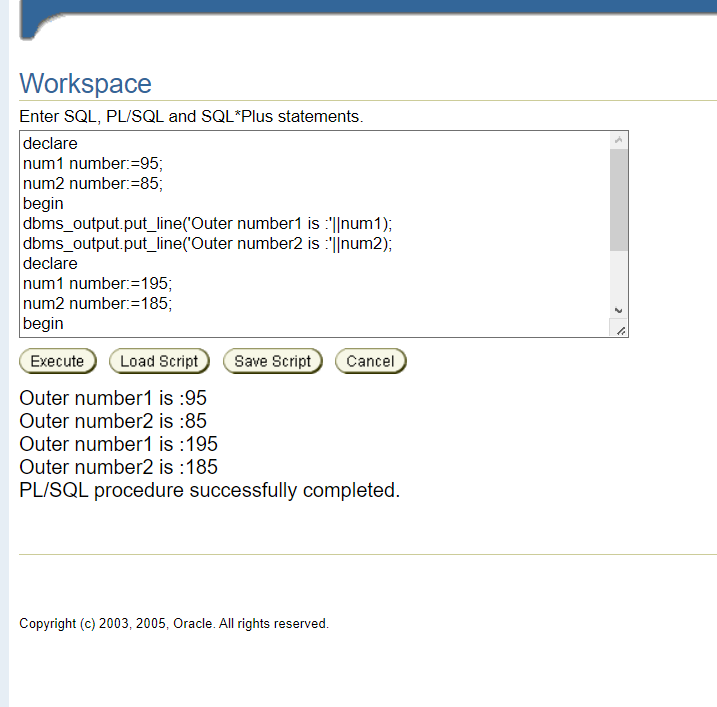 Workspace
Enter SQL, PL/SQL and SQL*Plus statements.
declare
num1 number:=95;
num2 number:=85;
begin
dbms_output.put_line('Outer number1 is :'||num1);
dbms_output.put_line('Outer number2 is :'||num2);
declare
num1 number:=195;
num2 number:=185;
begin
Execute Load Script Save Script Cancel
Outer number1 is :95
Outer number2 is :85
Outer number1 is :195
Outer number2 is :185
PL/SQL procedure successfully completed.
Copyright (c) 2003, 2005, Oracle. All rights reserved.